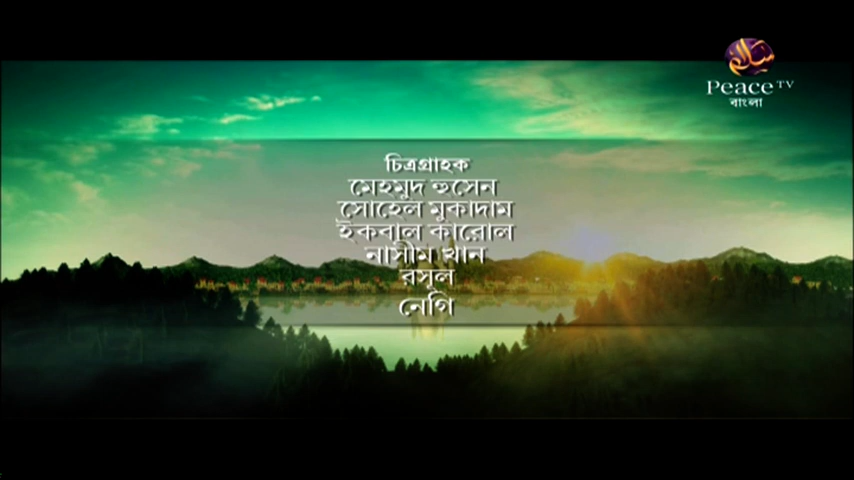 Peace TV
বাংলা
চিত্রগ্রাহক
মেহমুদ হুসেন
সোহেল মুকাদাম
ইকবাল কারোল
নাসীম খান
রসূল
নেগি